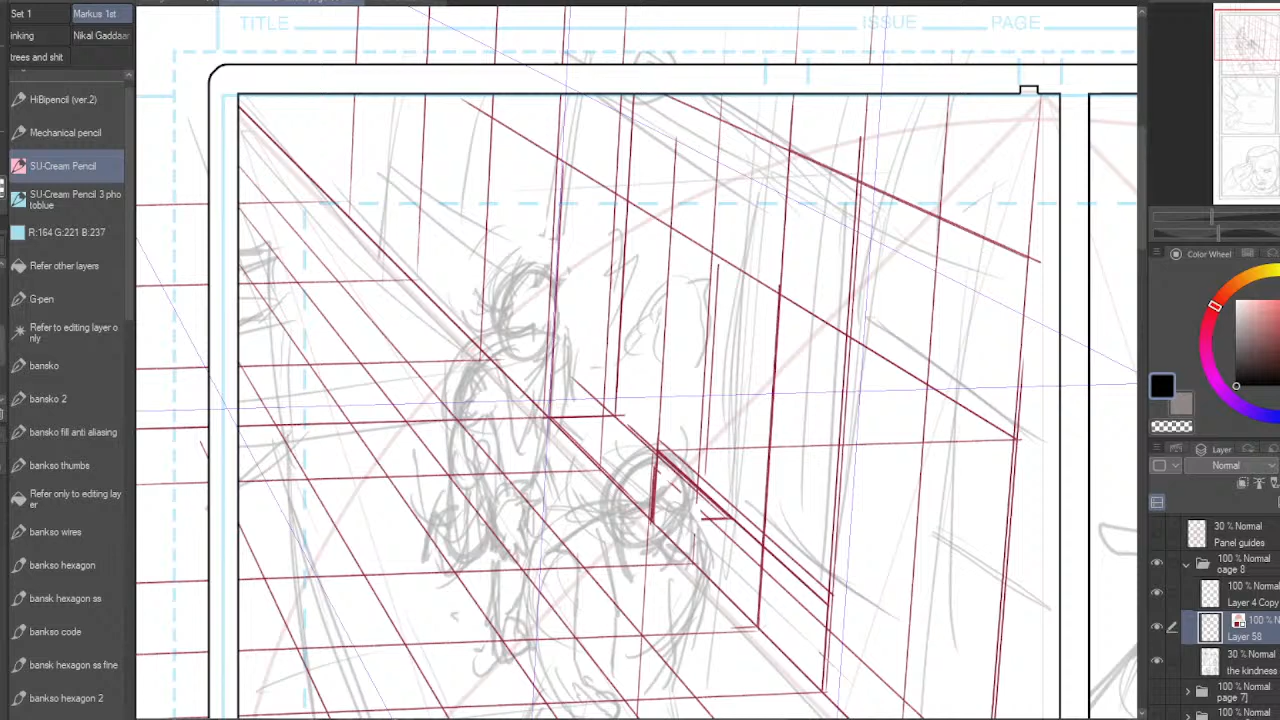 Set 1
Markus 1st
inking
Nikal Gaddaar
trees and shit
HiBIpencil (ver.2)
Mechanical pencil
SU-Cream Pencil
SU-Cream Pencil 3 pho
toblue
R:164 G:221 B:237
Refer other layers
G-pen
Refer to editing layer o
nly
bansko
bansko 2
bansko fill anti aliasing
bankso thumbs
Refer only to editing lay
er
bankso wires
bansko hexagon
bansk hexagon ss
bankso code
bansk hexagon ss fine
bankso hexagon 2
TITLE
ISSUE
PAGE
Color Wheel
Layer
Normal
30 % Normal
Panel guides
100 % Normal
page 8
100 % Normal
Layer 4 Copy
100 % N
Layer 58
30 % Normal
the kindness
100 % Normal
page 7]
100 % Normal